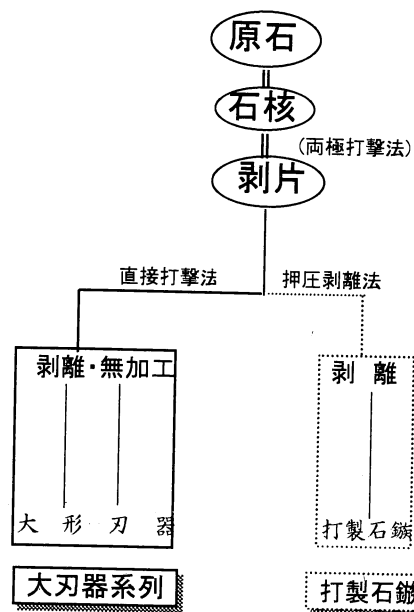 原石
石核
(両極打撃法)
剥片
直接打撃法 押圧剥離法
剥離・無加工 剥離
大形刃器 打製石鏃
大刃器系列 打製石鏃